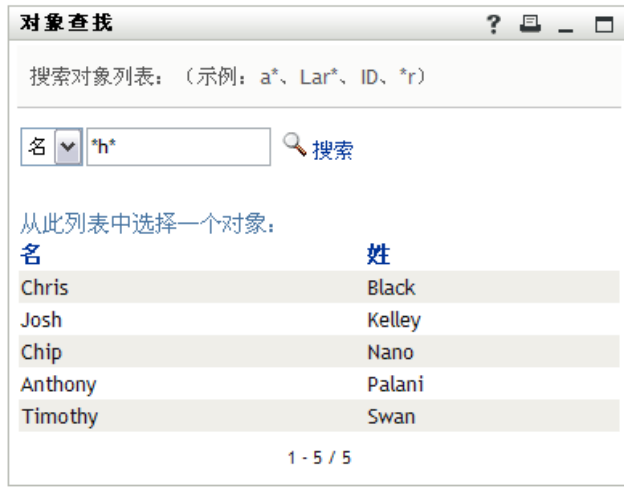 对象查找
搜索对象列表：（示例：a*、Lar*、ID、*r）
名 *h* 搜索
从此列表中选择一个对象：
名 姓
Chris Black
Josh Kelley
Chip Nano
Anthony Palani
Timothy Swan
1 - 5 / 5